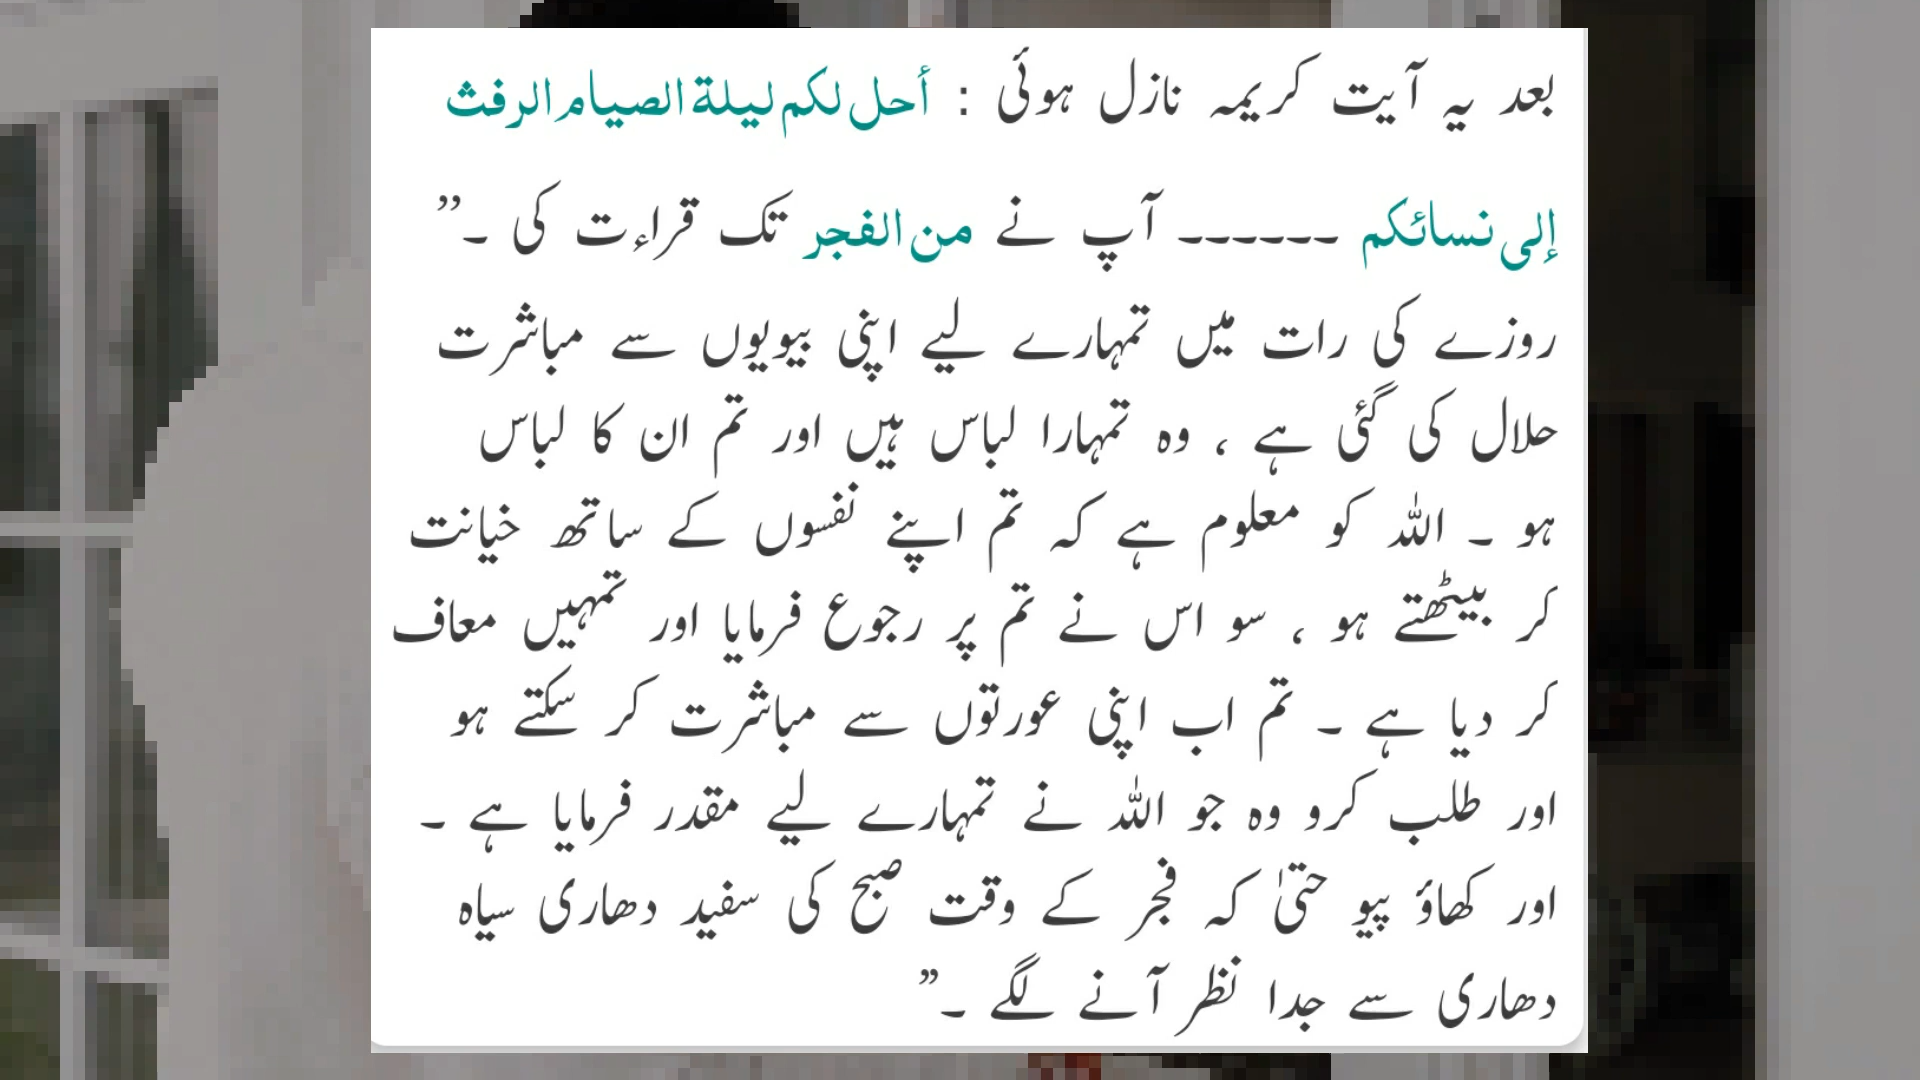 بعد یہ آیت کریمہ نازل ہوئی : أحل لكم ليلة الصيام الرفث
إلى نسائكم ۔۔۔۔۔۔ آپ نے من الفجر تک قراءت کی ۔’’
روزے کی رات میں تمہارے لیے اپنی بیویوں سے مباشرت
حلال کی گئی ہے ، وہ تمہارا لباس ہیں اور تم ان کا لباس
ہو ۔ اللہ کو معلوم ہے کہ تم اپنے نفسوں کے ساتھ خیانت
کر بیٹھتے ہو ، سو اس نے تم پر رجوع فرمایا اور تمہیں معاف
کر دیا ہے ۔ تم اب اپنی عورتوں سے مباشرت کر سکتے ہو
اور طلب کرو وہ جو اللہ نے تمہارے لیے مقدر فرمایا ہے ۔
اور کھاؤ پیو حتیٰ کہ فجر کے وقت صبح کی سفید دھاری سیاہ
دھاری سے جدا نظر آنے لگے ۔”